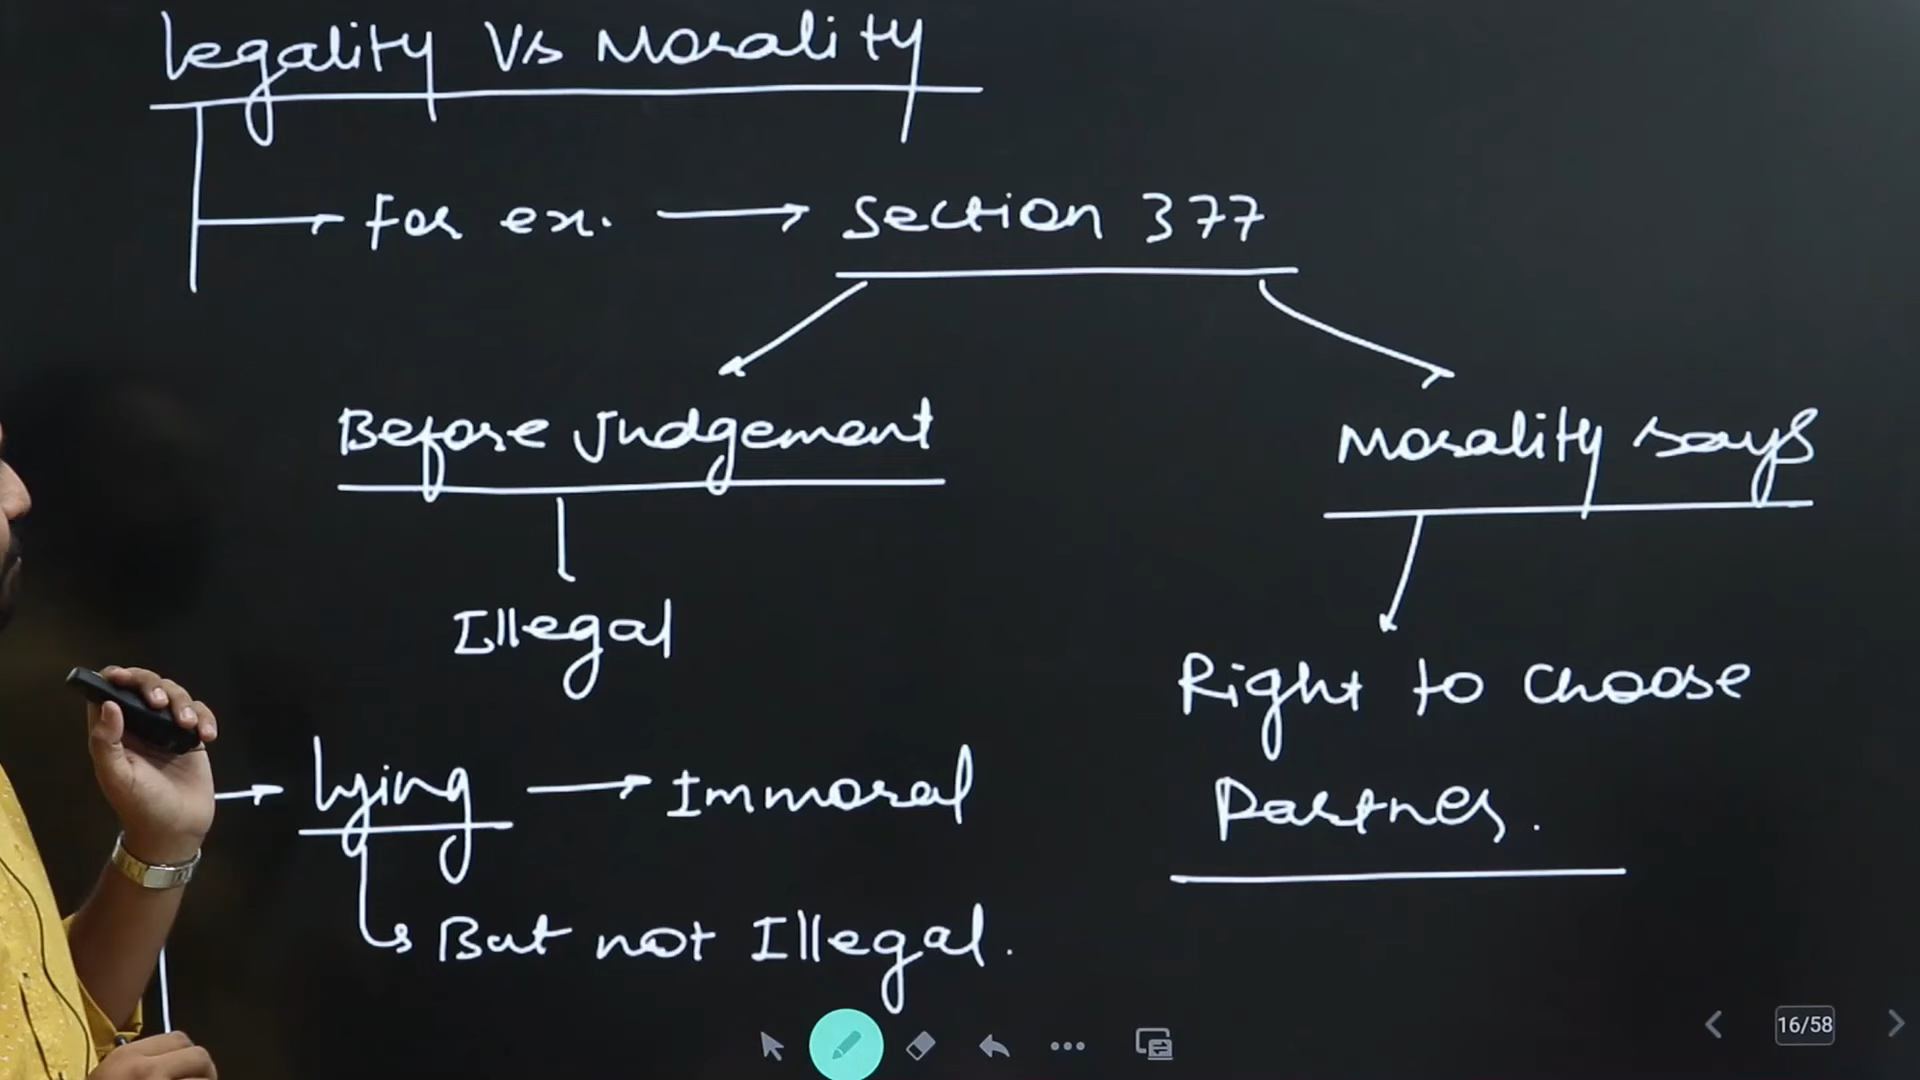 Legality Vs Morality
For ex. → Section 377
Before Judgement
Morality says
Illegal
Right to choose
Partner.
Lying → Immoral
But not Illegal.
16/58